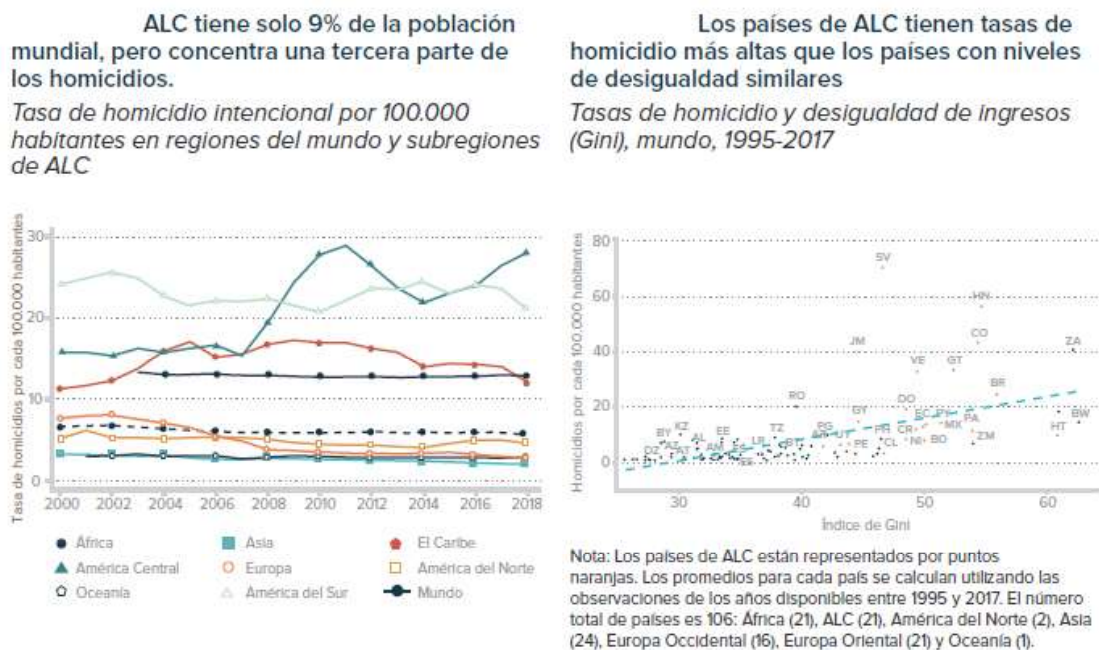 ALC tiene solo 9% de la población
mundial, pero concentra una tercera parte de
los homicidios.
Tasa de homicidio intencional por 100.000
habitantes en regiones del mundo y subregiones
de ALC
Tasa de homicidios por cada 100.000 habitantes
30
20
10
0
2000 2002 2004 2006 2008 2010 2012 2014 2016 2018
África Asia El Caribe
América Central Europa América del Norte
Oceanía América del Sur Mundo
Los países de ALC tienen tasas de
homicidio más altas que los países con niveles
de desigualdad similares
Tasas de homicidio y desigualdad de ingresos
(Gini), mundo, 1995-2017
Homicidios por cada 100.000 habitantes
80
SV
60
HN
CO
JM
40
ZA
VE GT
BR
RO DO
20
GY EC PY
BW
PA
MX
TZ
KZ
BY EE
CR
HT
AL
PE CL NI BO ZM
DZ AZ AT
0
30 40 50 60
Índice de Gini
Nota: Los países de ALC están representados por puntos
naranjas. Los promedios para cada país se calculan utilizando las
observaciones de los años disponibles entre 1995 y 2017. El número
total de países es 106: África (21), ALC (21), América del Norte (2), Asia
(24), Europa Occidental (16), Europa Oriental (21) y Oceanía (1).